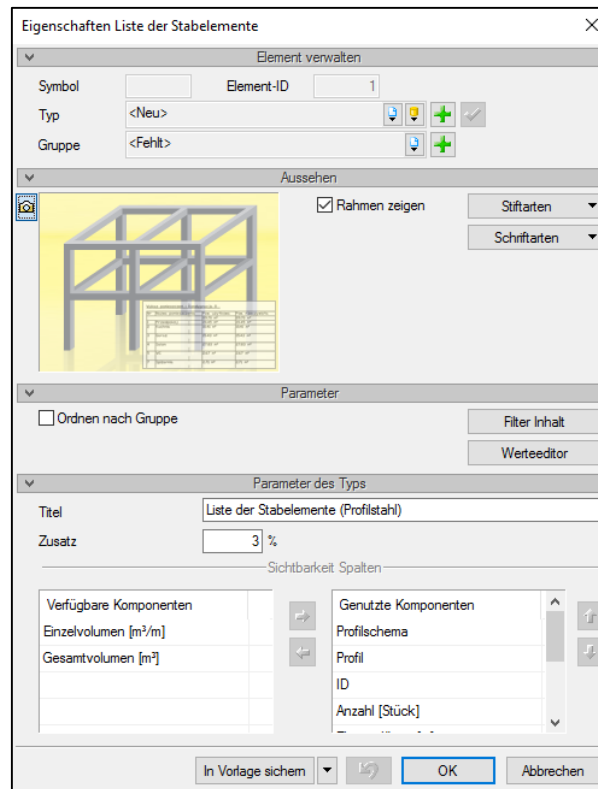 Eigenschaften Liste der Stabelemente
Element verwalten
Symbol Element-ID 1
Typ <Neu>
Gruppe <Fehlt>
Aussehen
Rahmen zeigen Stiftarten
Schriftarten
Parameter
Ordnen nach Gruppe Filter Inhalt
Werteeditor
Parameter des Typs
Titel Liste der Stabelemente (Profilstahl)
Zusatz 3 %
Sichtbarkeit Spalten
Verfügbare Komponenten Genutzte Komponenten
Einzelvolumen [m³/m] Profilschema
Gesamtvolumen [m³] Profil
ID
Anzahl [Stück]
In Vorlage sichern OK Abbrechen